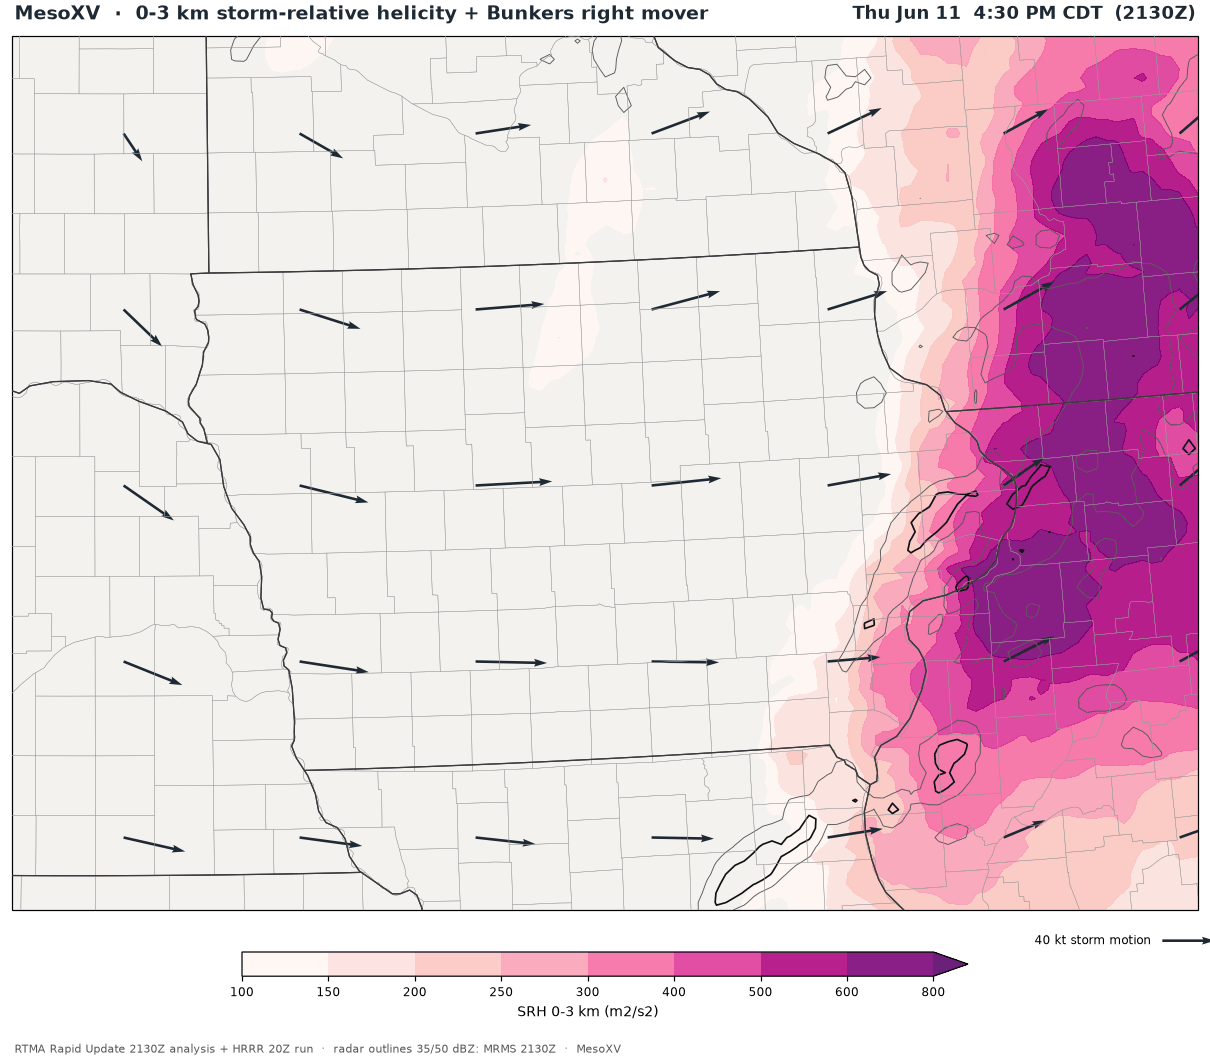 MesoXV · 0-3 km storm-relative helicity + Bunkers right mover
Thu Jun 11 4:30 PM CDT (2130Z)
40 kt storm motion
100 150 200 250 300 400 500 600 800
SRH 0-3 km (m2/s2)
RTMA Rapid Update 2130Z analysis + HRRR 20Z run · radar outlines 35/50 dBZ: MRMS 2130Z · MesoXV